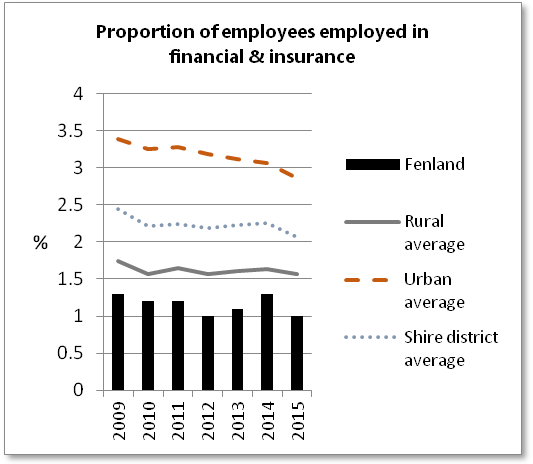 Proportion of employees employed in
financial & insurance
4
3.5
3
2.5
2
1.5
1
0.5
0
%
2009
2010
2011
2012
2013
2014
2015
Fenland
Rural
average
Urban
average
Shire district
average